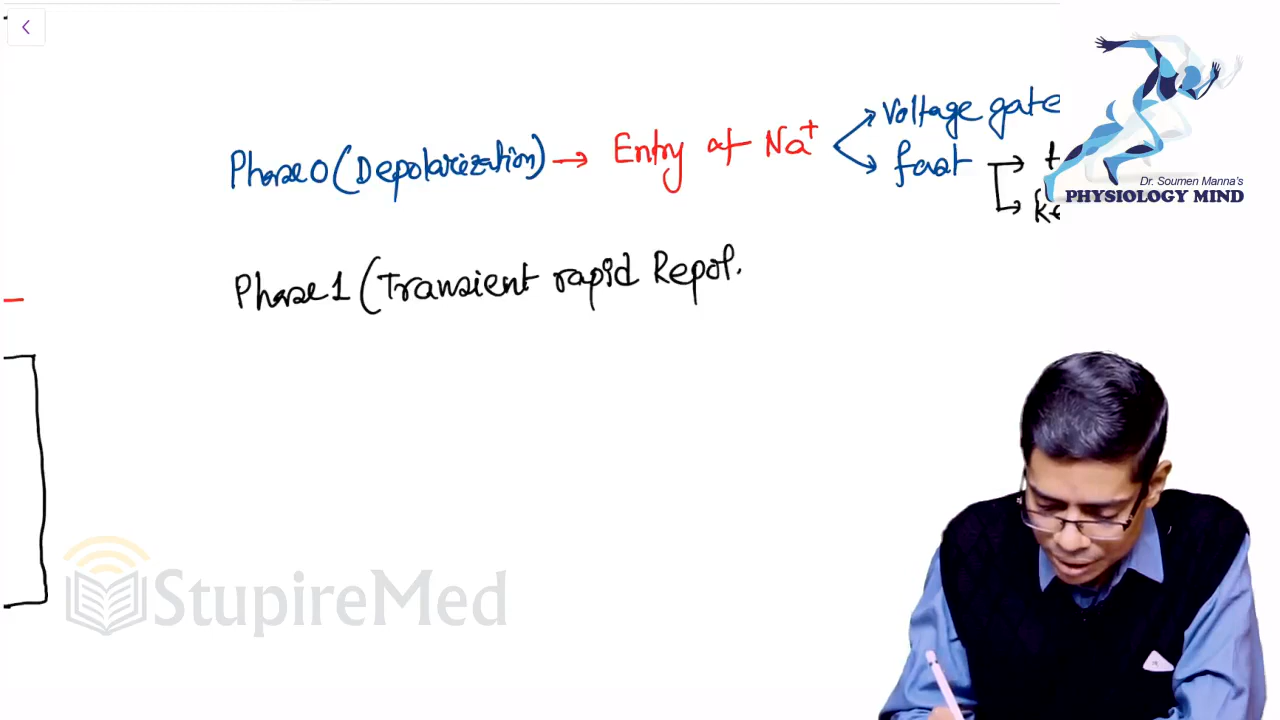 Phase 0 (Depolarization) → Entry of Na⁺
Voltage gate
fast
Dr. Soumen Manna's
PHYSIOLOGY MIND
Phase 1 (Transient rapid Repol.
StupireMed